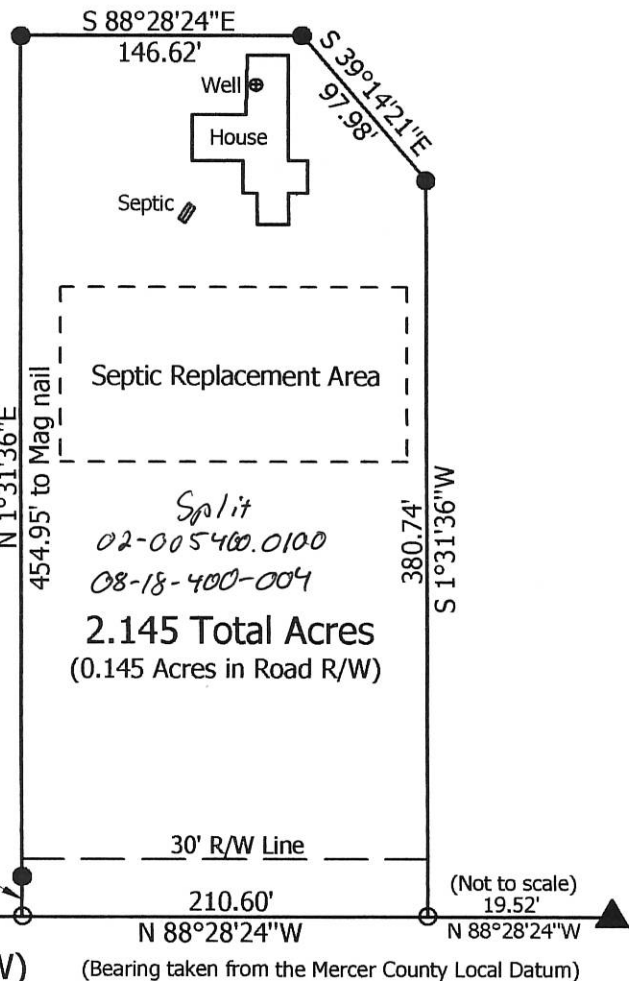 S 88°28'24"E
146.62'
S 39°14'21"E
97.98'
Well
House
Septic
Septic Replacement Area
N 1°31'36"E
454.95' to Mag nail
Split
02-005400.0100
08-18-400-004
2.145 Total Acres
(0.145 Acres in Road R/W)
380.74'
S 1°31'36"W
30' R/W Line
210.60'
N 88°28'24"W
(Not to scale)
19.52'
N 88°28'24"W
(Bearing taken from the Mercer County Local Datum)